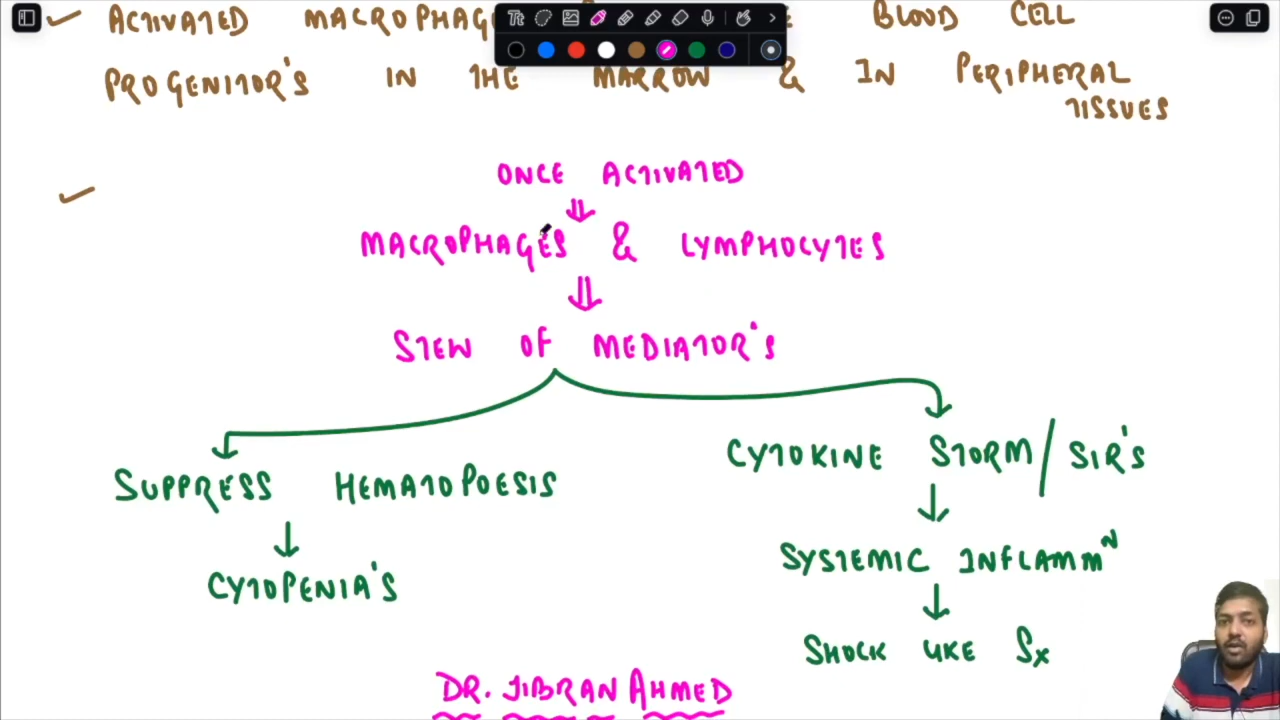 ACTIVATED MACROPHAG BLOOD CELL
PROGENITOR'S IN THE MARROW & IN PERIPHERAL
TISSUES
ONCE ACTIVATED
MACROPHAGES & LYMPHOCYTES
STEW OF MEDIATOR'S
SUPPRESS HEMATOPOESIS
CYTOPENIA'S
CYTOKINE STORM/SIR'S
SYSTEMIC INFLAMMᴺ
SHOCK LIKE Sx
DR. JIBRAN AHMED